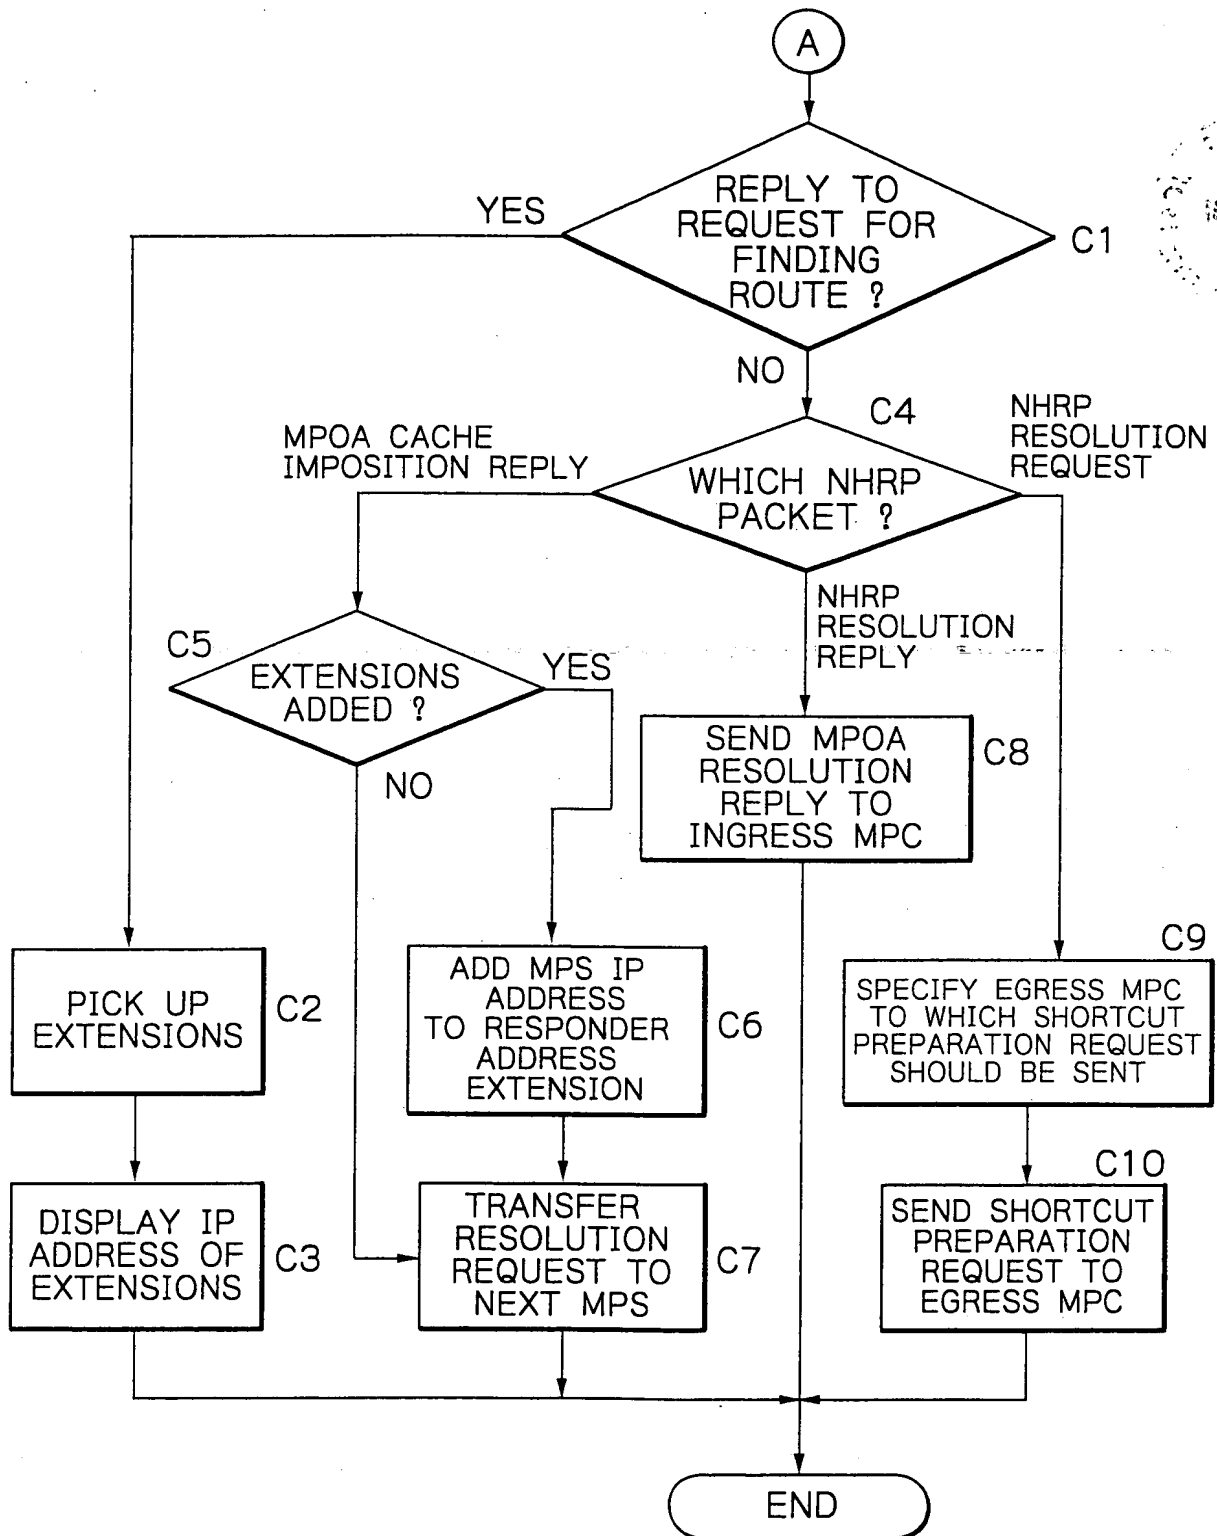 A
REPLY TO
REQUEST FOR
FINDING
ROUTE ?
C1
YES
NO
C4
NHRP
RESOLUTION
REQUEST
MPOA CACHE
IMPOSITION REPLY
WHICH NHRP
PACKET ?
NHRP
RESOLUTION
REPLY
C5
EXTENSIONS
ADDED ?
YES
NO
SEND MPOA
RESOLUTION
REPLY TO
INGRESS MPC
C8
PICK UP
EXTENSIONS
C2
ADD MPS IP
ADDRESS
TO RESPONDER
ADDRESS
EXTENSION
C6
C9
SPECIFY EGRESS MPC
TO WHICH SHORTCUT
PREPARATION REQUEST
SHOULD BE SENT
DISPLAY IP
ADDRESS OF
EXTENSIONS
C3
TRANSFER
RESOLUTION
REQUEST TO
NEXT MPS
C7
C10
SEND SHORTCUT
PREPARATION
REQUEST TO
EGRESS MPC
END